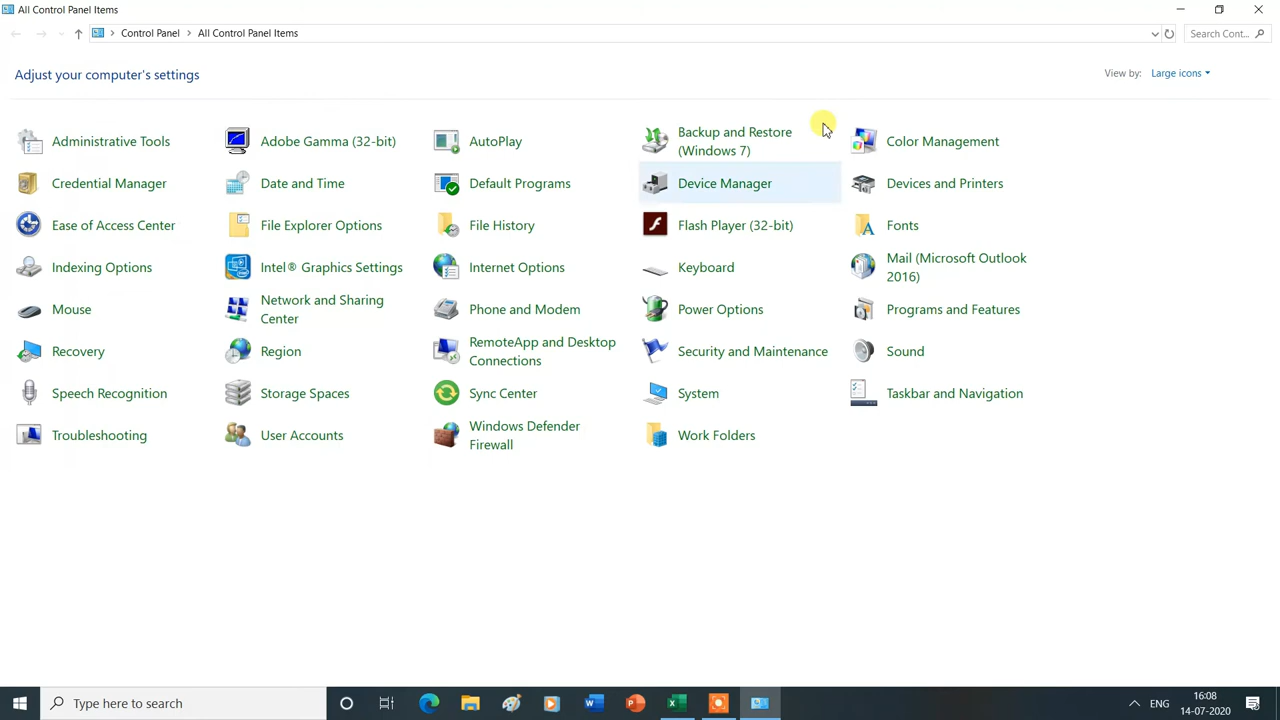 All Control Panel Items
Control Panel
All Control Panel Items
Search Cont...
Adjust your computer's settings
View by: Large icons
Administrative Tools
Adobe Gamma (32-bit)
AutoPlay
Backup and Restore
(Windows 7)
Color Management
Credential Manager
Date and Time
Default Programs
Device Manager
Devices and Printers
Ease of Access Center
File Explorer Options
File History
Flash Player (32-bit)
Fonts
Indexing Options
Intel® Graphics Settings
Internet Options
Keyboard
Mail (Microsoft Outlook
2016)
Mouse
Network and Sharing
Center
Phone and Modem
Power Options
Programs and Features
Recovery
Region
RemoteApp and Desktop
Connections
Security and Maintenance
Sound
Speech Recognition
Storage Spaces
Sync Center
System
Taskbar and Navigation
Troubleshooting
User Accounts
Windows Defender
Firewall
Work Folders
Type here to search
ENG
16:08
14-07-2020